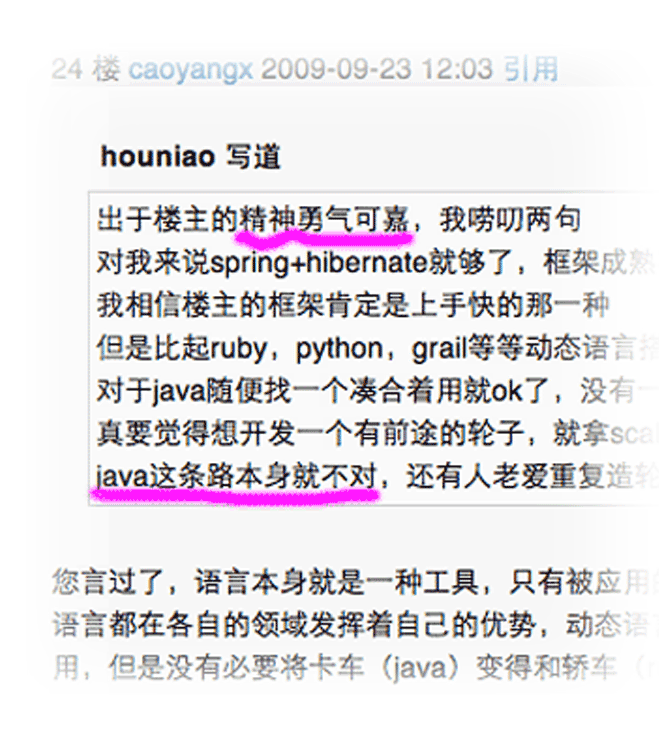 24 楼 caoyangx 2009-09-23 12:03 引用
houniao 写道
出于楼主的精神勇气可嘉，我唠叨两句
对我来说spring+hibernate就够了，框架成熟
我相信楼主的框架肯定是上手快的那一种
但是比起ruby，python，grail等等动态语言搭
对于java随便找一个凑合着用就ok了，没有一
真要觉得想开发一个有前途的轮子，就拿scal
java这条路本身就不对，还有人老爱重复造轮
您言过了，语言本身就是一种工具，只有被应用的
语言都在各自的领域发挥着自己的优势，动态语言
用，但是没有必要将卡车（java）变得和轿车（